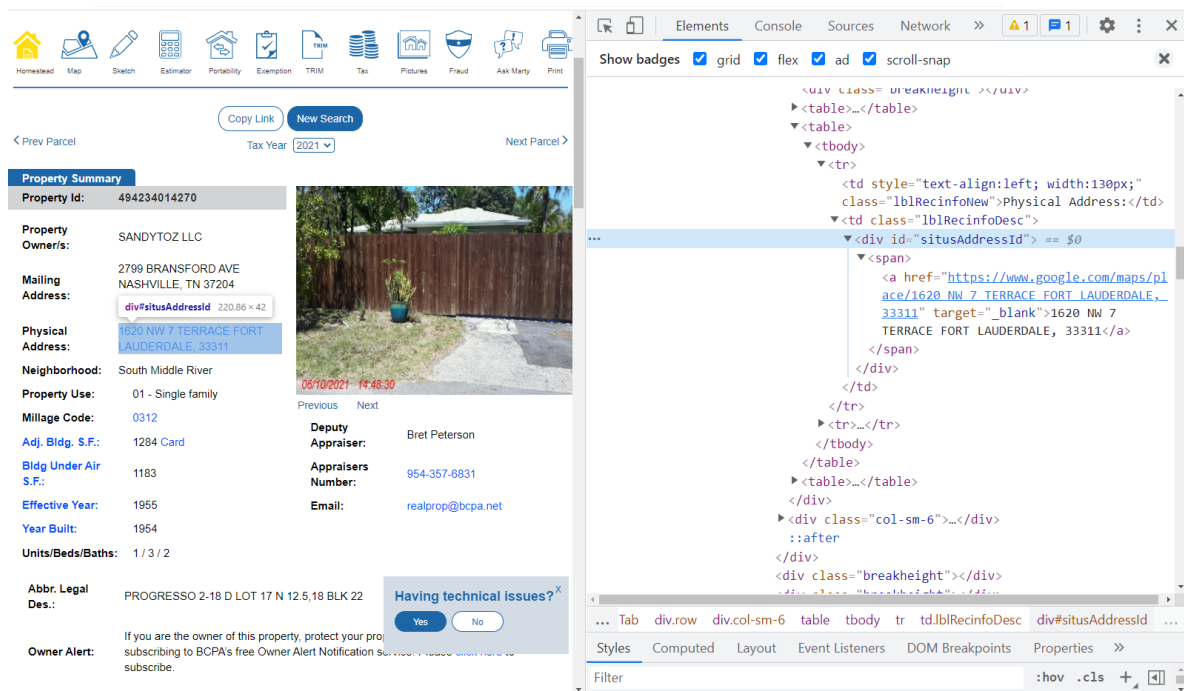 Homestead Map Sketch Estimator Portability Exemption TRIM Tax Pictures Fraud Ask Marty Print
TRIM
Copy Link New Search
Prev Parcel Next Parcel
Tax Year 2021
Property Summary
Property Id: 494234014270
Property
Owner/s:
SANDYTOZ LLC
Mailing
Address:
2799 BRANSFORD AVE
NASHVILLE, TN 37204
div#situsAddressId 220.86 × 42
Physical
Address:
1620 NW 7 TERRACE FORT
LAUDERDALE, 33311
Neighborhood: South Middle River
Property Use: 01 - Single family
Millage Code: 0312
Adj. Bldg. S.F.: 1284 Card
Bldg Under Air
S.F.:
1183
Effective Year: 1955
Year Built: 1954
Units/Beds/Baths: 1 / 3 / 2
06/10/2021 14:48:30
Previous Next
Deputy
Appraiser:
Bret Peterson
Appraisers
Number:
954-357-6831
Email: realprop@bcpa.net
Abbr. Legal
Des.:
PROGRESSO 2-18 D LOT 17 N 12.5,18 BLK 22
Having technical issues? X
Yes No
Owner Alert:
If you are the owner of this property, protect your
subscribing to BCPA's free Owner Alert Notification
subscribe.
Elements Console Sources Network » 1 1
Show badges grid flex ad scroll-snap
<div class="breakheight"></div>
<table>…</table>
<table>
<tbody>
<tr>
<td style="text-align:left; width:130px;"
class="lblRecinfoNew">Physical Address:</td>
<td class="lblRecinfoDesc">
… <div id="situsAddressId"> == $0
<span>
<a href="https://www.google.com/maps/pl
ace/1620 NW 7 TERRACE FORT LAUDERDALE,
33311" target="_blank">1620 NW 7
TERRACE FORT LAUDERDALE, 33311</a>
</span>
</div>
</td>
</tr>
<tr>…</tr>
</tbody>
</table>
<table>…</table>
</div>
<div class="col-sm-6">…</div>
::after
</div>
<div class="breakheight"></div>
… Tab div.row div.col-sm-6 table tbody tr td.lblRecinfoDesc div#situsAddressId …
Styles Computed Layout Event Listeners DOM Breakpoints Properties »
Filter :hov .cls +